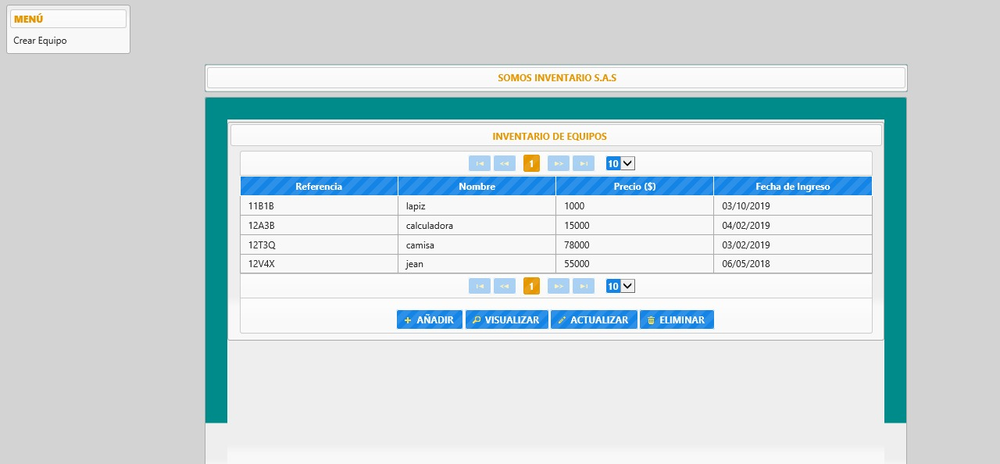 MENÚ
Crear Equipo
SOMOS INVENTARIO S.A.S
INVENTARIO DE EQUIPOS
1 10
Referencia Nombre Precio ($) Fecha de Ingreso
11B1B lapiz 1000 03/10/2019
12A3B calculadora 15000 04/02/2019
12T3Q camisa 78000 03/02/2019
12V4X jean 55000 06/05/2018
1 10
AÑADIR VISUALIZAR ACTUALIZAR ELIMINAR